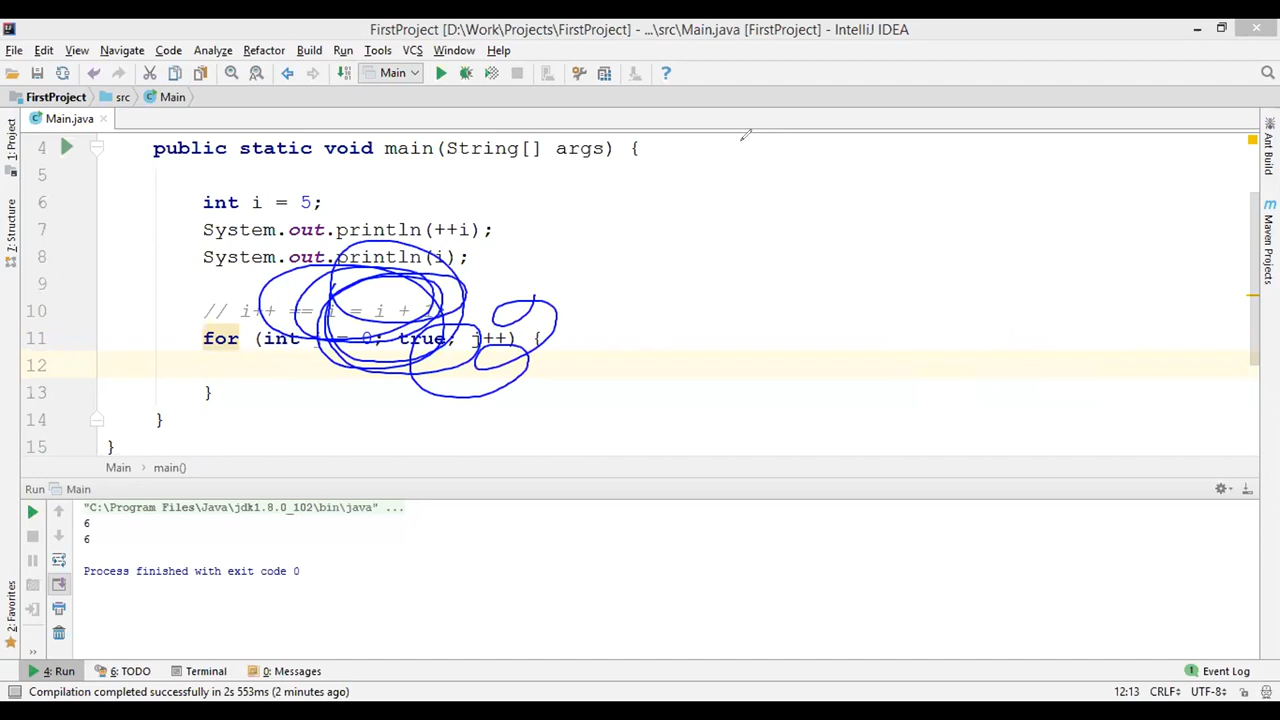 FirstProject [D:\Work\Projects\FirstProject] - ...\src\Main.java [FirstProject] - IntelliJ IDEA
File Edit View Navigate Code Analyze Refactor Build Run Tools VCS Window Help
Main
FirstProject src Main
Main.java
4 public static void main(String[] args) {
5
6 int i = 5;
7 System.out.println(++i);
8 System.out.println(i);
9
10 // i++ == i = i + 1
11 for (int = 0; true; j++) {
12
13 }
14 }
15 }
Main main()
Run Main
"C:\Program Files\Java\jdk1.8.0_102\bin\java" ...
6
6
Process finished with exit code 0
4: Run 6: TODO Terminal 0: Messages Event Log
Compilation completed successfully in 2s 553ms (2 minutes ago) 12:13 CRLF UTF-8
1: Project
7: Structure
2: Favorites
Ant Build
Maven Projects